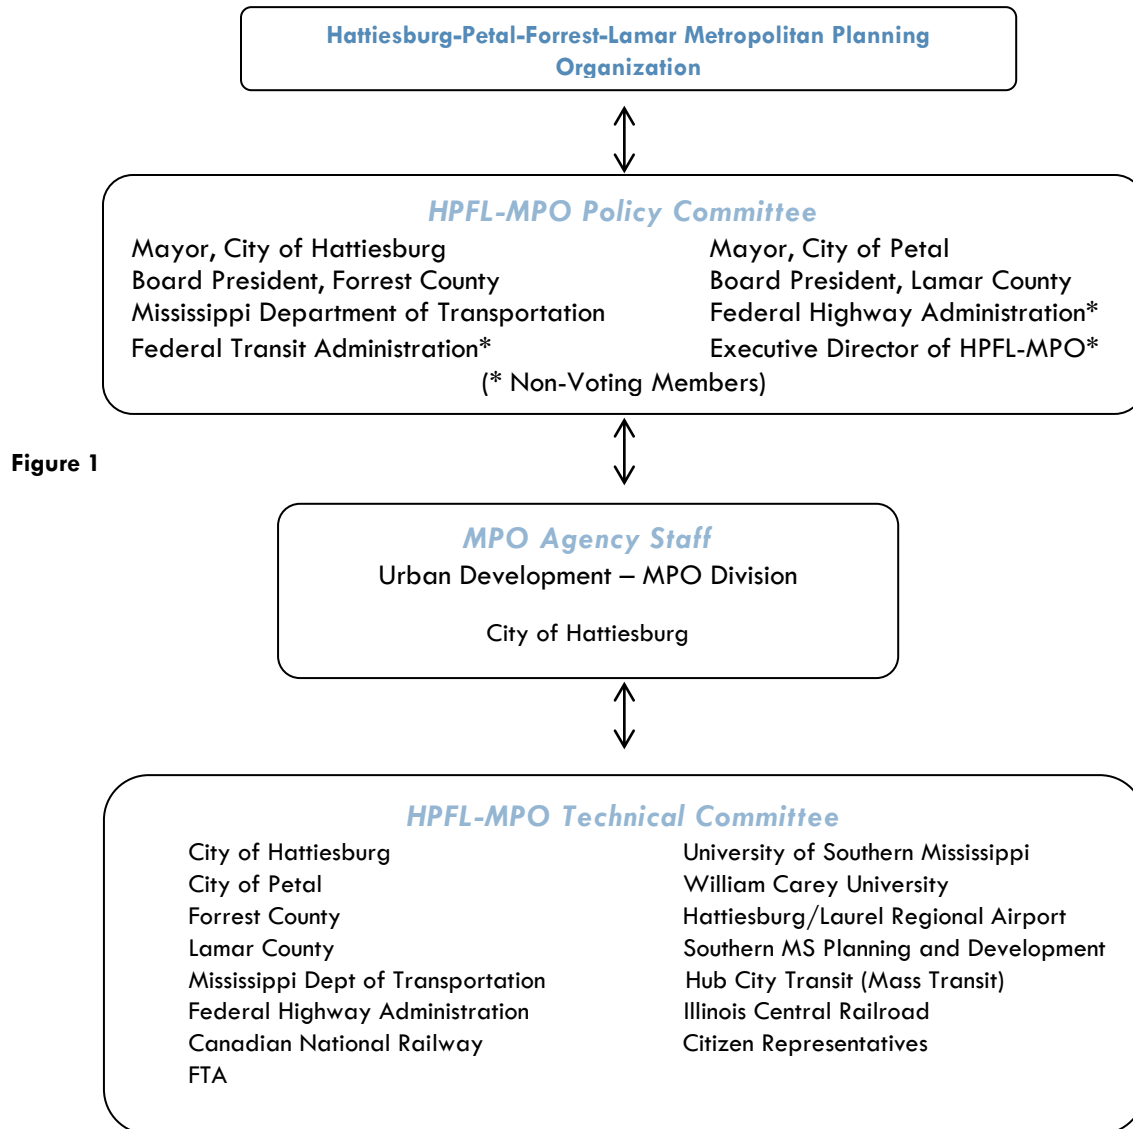 Hattiesburg-Petal-Forrest-Lamar Metropolitan Planning
Organization
HPFL-MPO Policy Committee
Mayor, City of Hattiesburg Mayor, City of Petal
Board President, Forrest County Board President, Lamar County
Mississippi Department of Transportation Federal Highway Administration*
Federal Transit Administration* Executive Director of HPFL-MPO*
(* Non-Voting Members)
Figure 1
MPO Agency Staff
Urban Development – MPO Division
City of Hattiesburg
HPFL-MPO Technical Committee
City of Hattiesburg University of Southern Mississippi
City of Petal William Carey University
Forrest County Hattiesburg/Laurel Regional Airport
Lamar County Southern MS Planning and Development
Mississippi Dept of Transportation Hub City Transit (Mass Transit)
Federal Highway Administration Illinois Central Railroad
Canadian National Railway Citizen Representatives
FTA